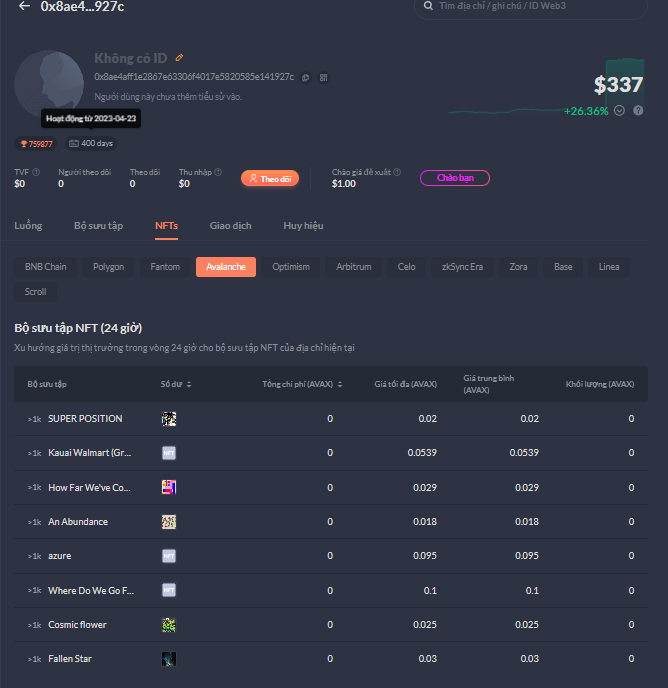 0x8ae4...927c
Tìm địa chỉ / ghi chú / ID Web3
Không có ID
0x8ae4aff1e2867e63306f4017e5820585e141927c
Người dùng này chưa thêm tiểu sử vào.
$337
+26.36%
Hoạt động từ 2023-04-23
759877
400 days
TVF Người theo dõi Theo dõi Thu nhập Chào giá đề xuất
$0 0 0 $0 Theo dõi $1.00 Chào bạn
Luồng Bộ sưu tập NFTs Giao dịch Huy hiệu
BNB Chain Polygon Fantom Avalanche Optimism Arbitrum Celo zkSync Era Zora Base Linea
Scroll
Bộ sưu tập NFT (24 giờ)
Xu hướng giá trị thị trường trong vòng 24 giờ cho bộ sưu tập NFT của địa chỉ hiện tại
Bộ sưu tập Số dư Tổng chi phí (AVAX) Giá tối đa (AVAX) Giá trung bình (AVAX) Khối lượng (AVAX)
>1k SUPER POSITION 0 0.02 0.02 0
>1k Kauai Walmart (Gr... NFT 0 0.0539 0.0539 0
>1k How Far We've Co... 0 0.029 0.029 0
>1k An Abundance 0 0.018 0.018 0
>1k azure NFT 0 0.095 0.095 0
>1k Where Do We Go F... NFT 0 0.1 0.1 0
>1k Cosmic flower 0 0.025 0.025 0
>1k Fallen Star 0 0.03 0.03 0